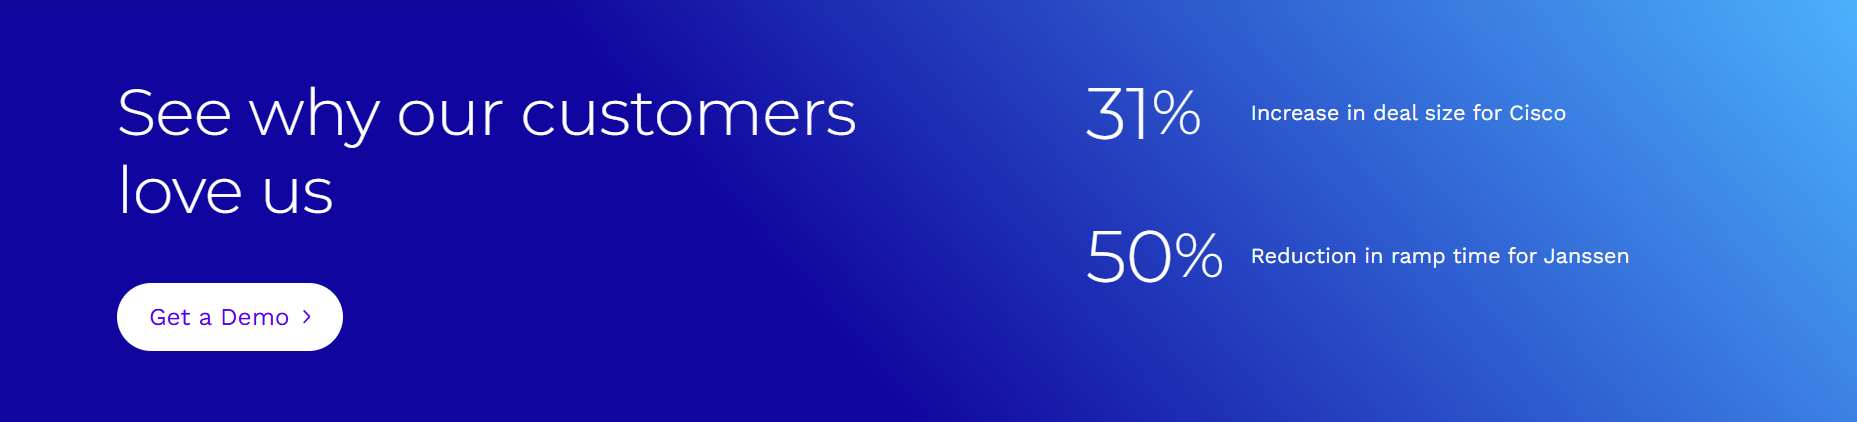 See why our customers
love us
Get a Demo
31% Increase in deal size for Cisco
50% Reduction in ramp time for Janssen